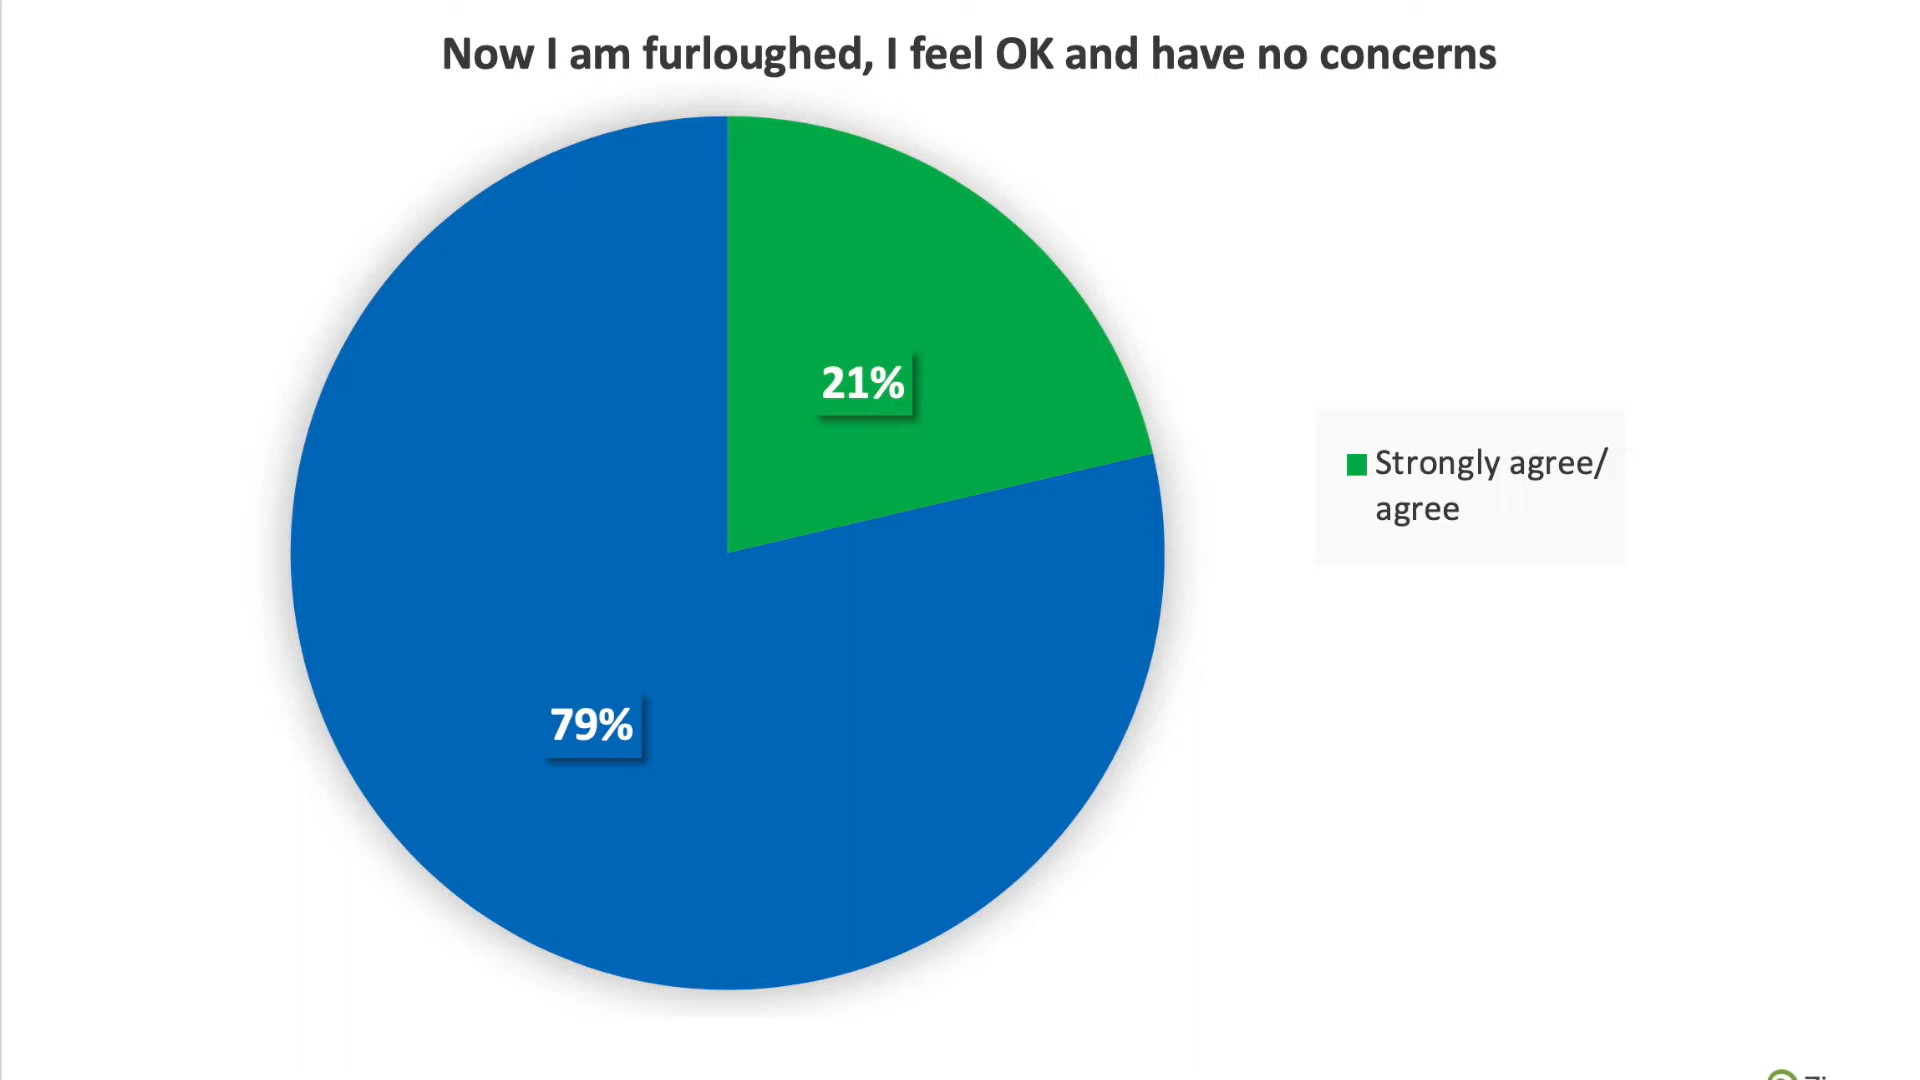 Now I am furloughed, I feel OK and have no concerns
21%
Strongly agree/
agree
79%